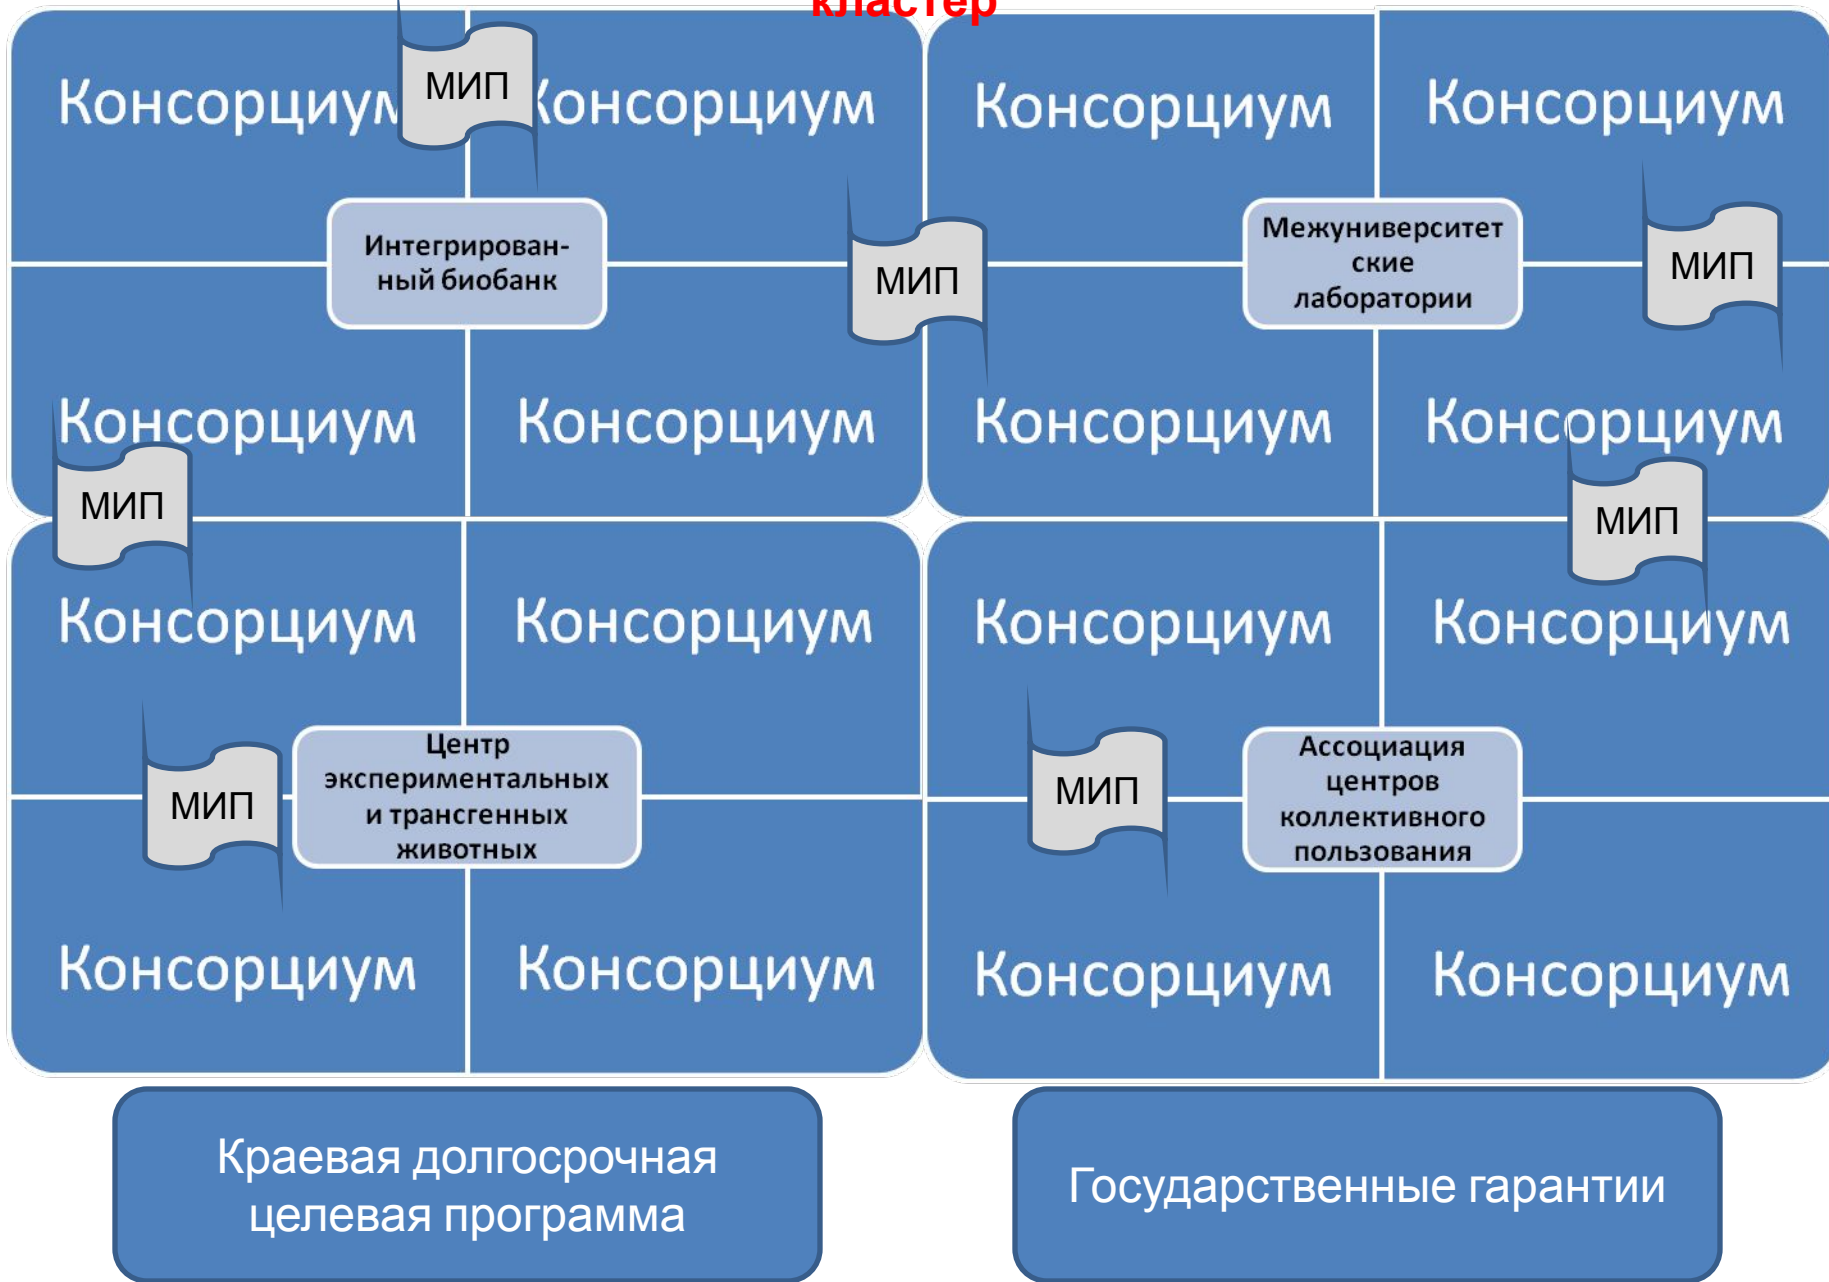 кластер
Консорциум
МИП
Консорциум
Консорциум
Консорциум
Интегрирован-
ный биобанк
МИП
Межуниверситет
ские
лаборатории
МИП
Консорциум
Консорциум
Консорциум
Консорциум
МИП
МИП
Консорциум
Консорциум
Консорциум
Консорциум
МИП
Центр
экспериментальных
и трансгенных
животных
МИП
Ассоциация
центров
коллективного
пользования
Консорциум
Консорциум
Консорциум
Консорциум
Краевая долгосрочная
целевая программа
Государственные гарантии